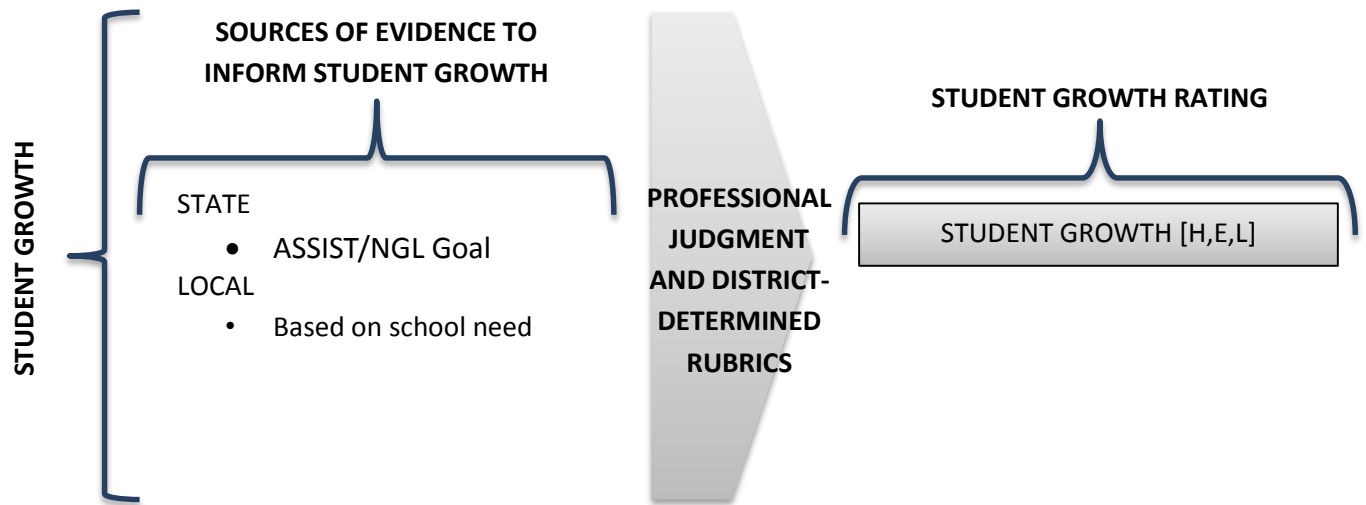 STUDENT GROWTH
SOURCES OF EVIDENCE TO
INFORM STUDENT GROWTH
STATE
● ASSIST/NGL Goal
LOCAL
• Based on school need
PROFESSIONAL
JUDGMENT
AND DISTRICT-
DETERMINED
RUBRICS
STUDENT GROWTH RATING
STUDENT GROWTH [H,E,L]